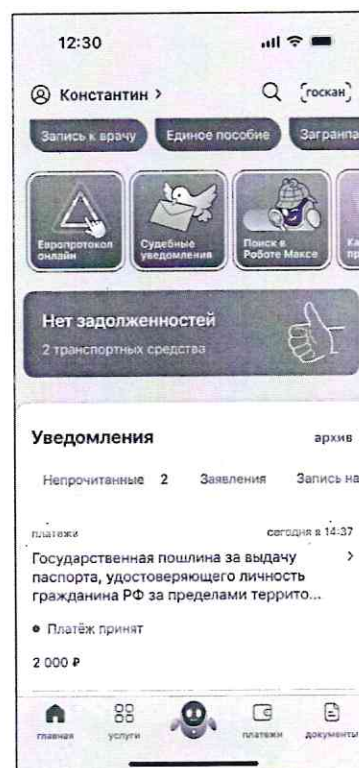 12:30
Константин >
госкан
Запись к врачу
Единое пособие
Загранпа
Европротокол
онлайн
Судебные
уведомления
Поиск в
Роботе Максе
Ка
пр
Нет задолженностей
2 транспортных средства
Уведомления
архив
Непрочитанные 2 Заявления Запись на
платежи
сегодня в 14:37
Государственная пошлина за выдачу
паспорта, удостоверяющего личность
гражданина РФ за пределами террито...
• Платёж принят
2 000 ₽
главная
услуги
платежи
документы